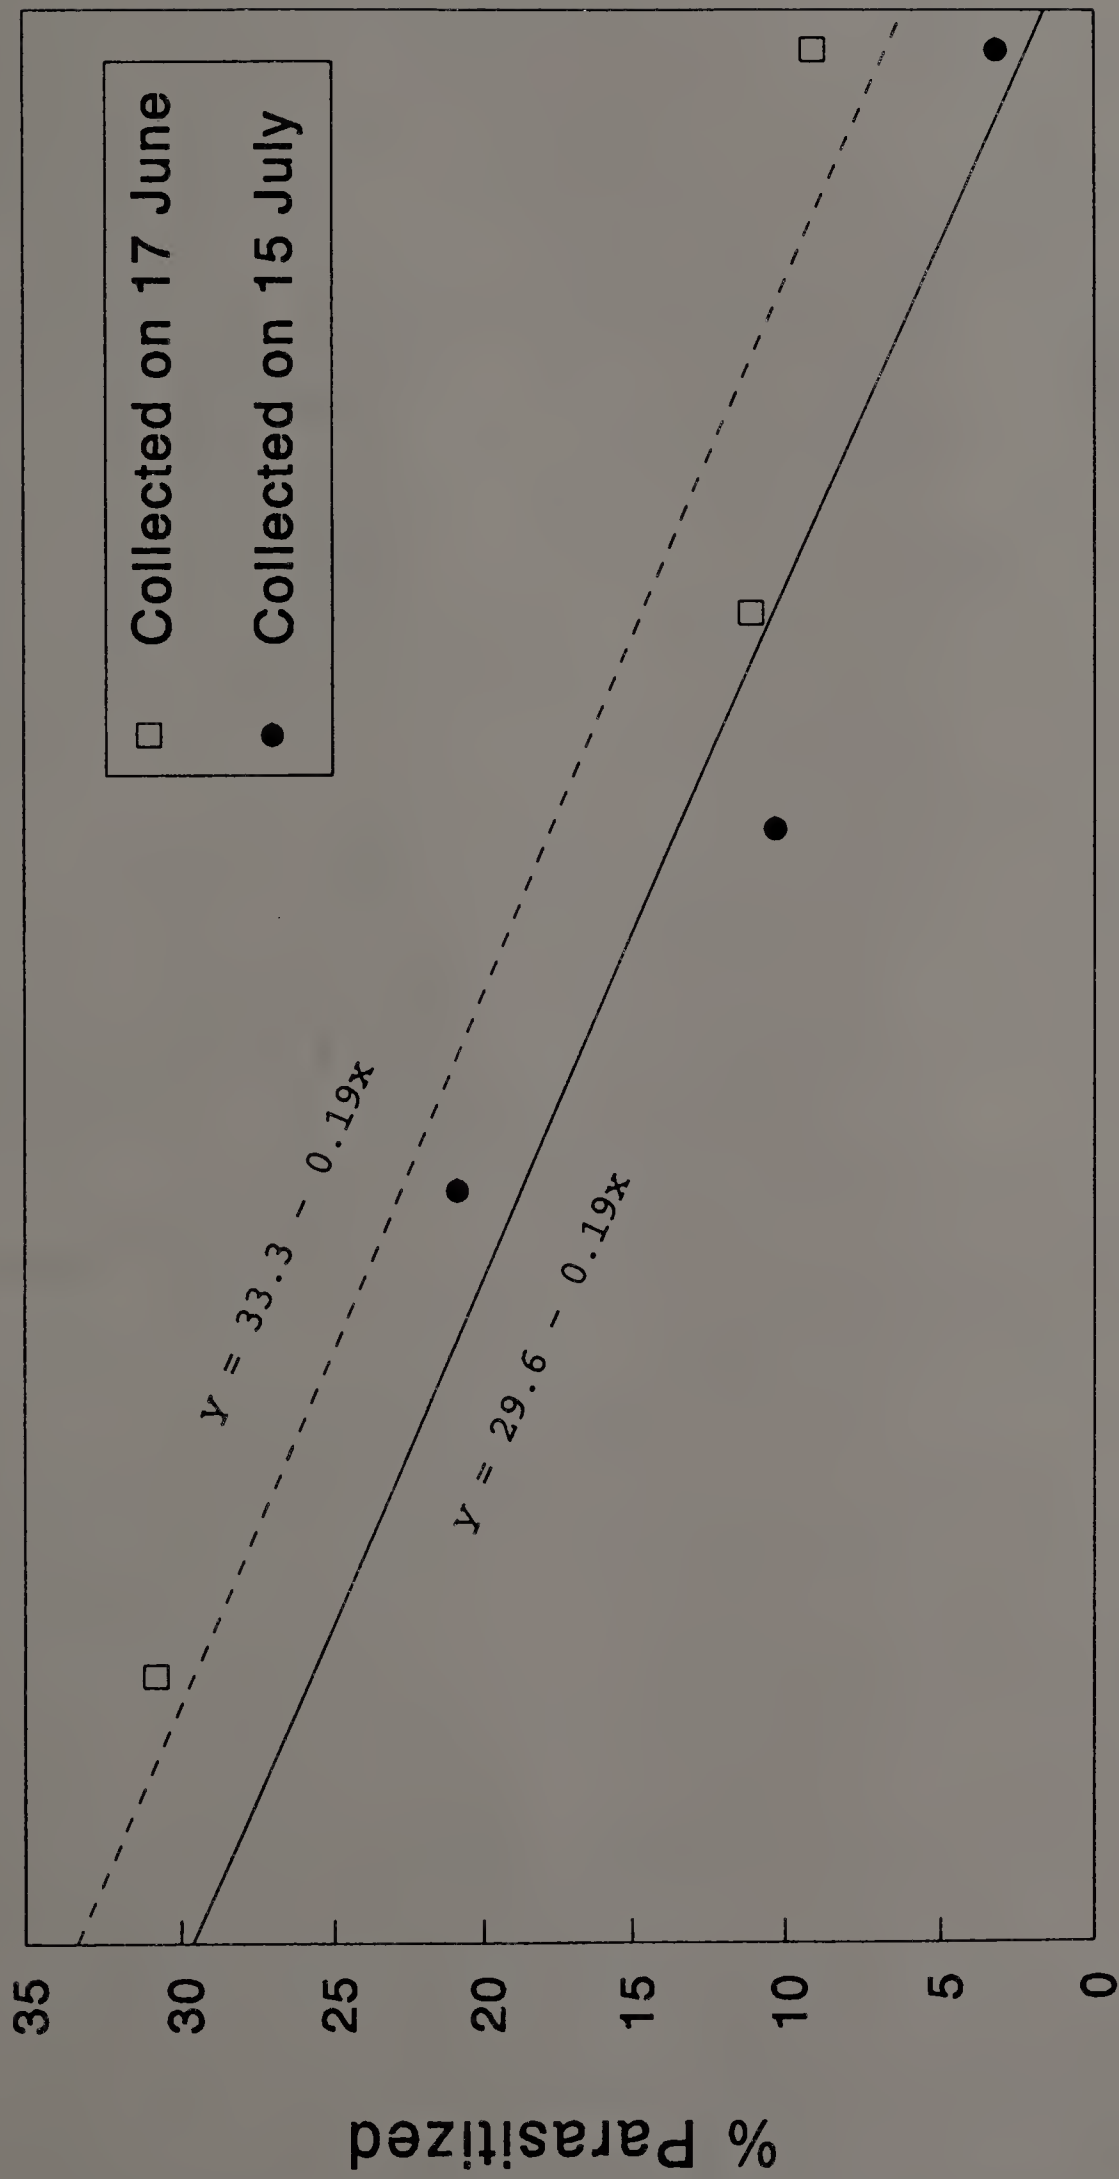 Collected on 17 June
Collected on 15 July
y = 33.3 - 0.19x
y = 29.6 - 0.19x
35
30
25
20
15
10
5
0
% Parasitized